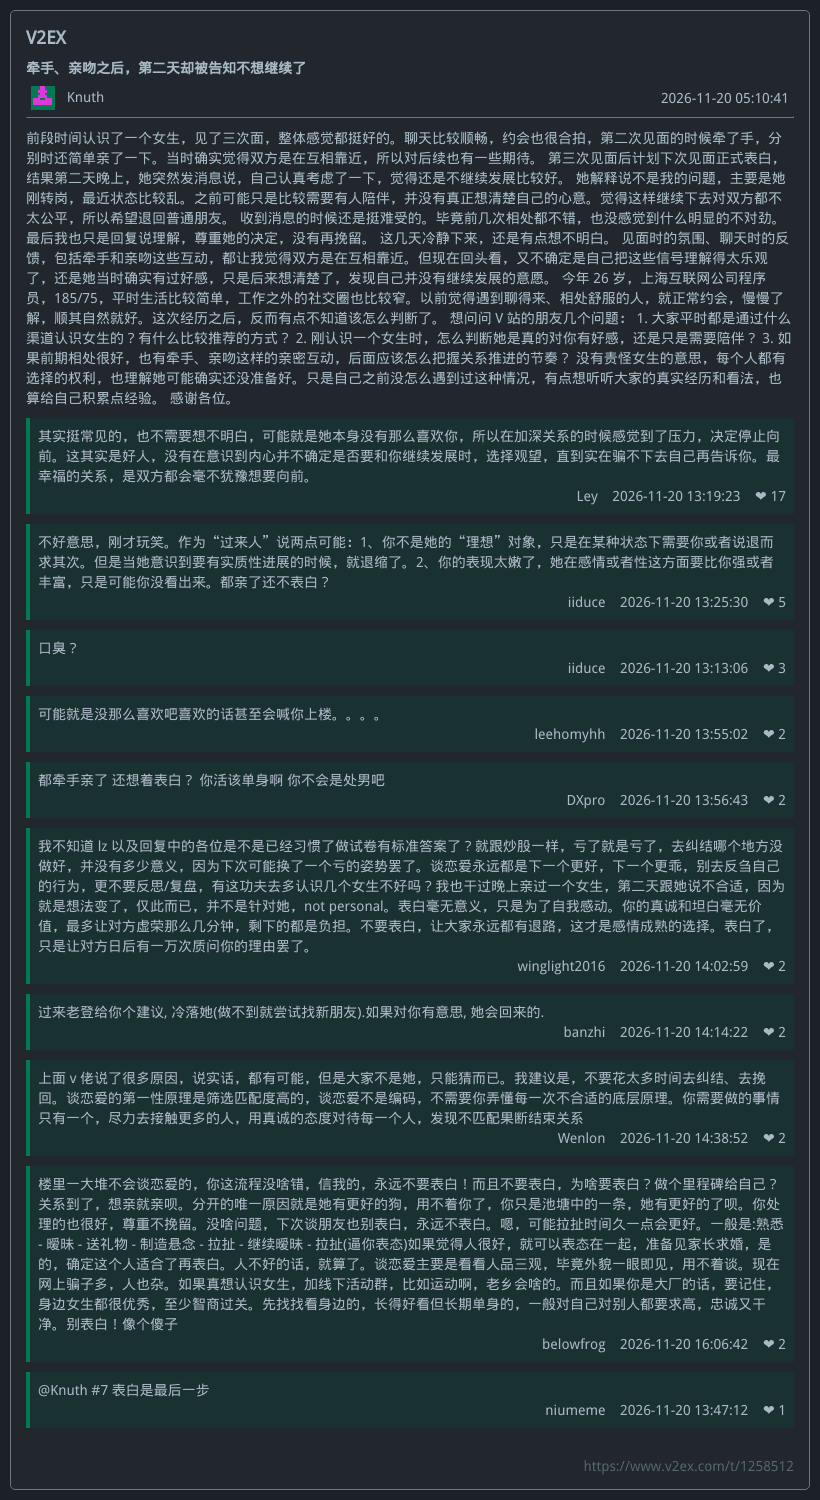 V2EX
牵手、亲吻之后，第二天却被告知不想继续了
Knuth
2026-11-20 05:10:41
前段时间认识了一个女生，见了三次面，整体感觉都挺好的。聊天比较顺畅，约会也很合拍，第二次见面的时候牵了手，分
别时还简单亲了一下。当时确实觉得双方是在互相靠近，所以对后续也有一些期待。 第三次见面后计划下次见面正式表白，
结果第二天晚上，她突然发消息说，自己认真考虑了一下，觉得还是不继续发展比较好。 她解释说不是我的问题，主要是她
刚转岗，最近状态比较乱。之前可能只是比较需要有人陪伴，并没有真正想清楚自己的心意。觉得这样继续下去对双方都不
太公平，所以希望退回普通朋友。 收到消息的时候还是挺难受的。毕竟前几次相处都不错，也没感觉到什么明显的不对劲。
最后我也只是回复说理解，尊重她的决定，没有再挽留。 这几天冷静下来，还是有点想不明白。 见面时的氛围、聊天时的反
馈，包括牵手和亲吻这些互动，都让我觉得双方是在互相靠近。但现在回头看，又不确定是自己把这些信号理解得太乐观
了，还是她当时确实有过好感，只是后来想清楚了，发现自己并没有继续发展的意愿。 今年 26 岁，上海互联网公司程序
员，185/75，平时生活比较简单，工作之外的社交圈也比较窄。以前觉得遇到聊得来、相处舒服的人，就正常约会，慢慢了
解，顺其自然就好。这次经历之后，反而有点不知道该怎么判断了。 想问问 V 站的朋友几个问题： 1. 大家平时都是通过什么
渠道认识女生的？有什么比较推荐的方式？ 2. 刚认识一个女生时，怎么判断她是真的对你有好感，还是只是需要陪伴？ 3. 如
果前期相处很好，也有牵手、亲吻这样的亲密互动，后面应该怎么把握关系推进的节奏？ 没有责怪女生的意思，每个人都有
选择的权利，也理解她可能确实还没准备好。只是自己之前没怎么遇到过这种情况，有点想听听大家的真实经历和看法，也
算给自己积累点经验。 感谢各位。
其实挺常见的，也不需要想不明白，可能就是她本身没有那么喜欢你，所以在加深关系的时候感觉到了压力，决定停止向
前。这其实是好人，没有在意识到内心并不确定是否要和你继续发展时，选择观望，直到实在骗不下去自己再告诉你。最
幸福的关系，是双方都会毫不犹豫想要向前。
Ley 2026-11-20 13:19:23 ❤ 17
不好意思，刚才玩笑。作为“过来人”说两点可能：1、你不是她的“理想”对象，只是在某种状态下需要你或者说退而
求其次。但是当她意识到要有实质性进展的时候，就退缩了。2、你的表现太嫩了，她在感情或者性这方面要比你强或者
丰富，只是可能你没看出来。都亲了还不表白？
iiduce 2026-11-20 13:25:30 ❤ 5
口臭？
iiduce 2026-11-20 13:13:06 ❤ 3
可能就是没那么喜欢吧喜欢的话甚至会喊你上楼。。。。
leehomyhh 2026-11-20 13:55:02 ❤ 2
都牵手亲了 还想着表白？ 你活该单身啊 你不会是处男吧
DXpro 2026-11-20 13:56:43 ❤ 2
我不知道 lz 以及回复中的各位是不是已经习惯了做试卷有标准答案了？就跟炒股一样，亏了就是亏了，去纠结哪个地方没
做好，并没有多少意义，因为下次可能换了一个亏的姿势罢了。谈恋爱永远都是下一个更好，下一个更乖，别去反刍自己
的行为，更不要反思/复盘，有这功夫去多认识几个女生不好吗？我也干过晚上亲过一个女生，第二天跟她说不合适，因为
就是想法变了，仅此而已，并不是针对她，not personal。表白毫无意义，只是为了自我感动。你的真诚和坦白毫无价
值，最多让对方虚荣那么几分钟，剩下的都是负担。不要表白，让大家永远都有退路，这才是感情成熟的选择。表白了，
只是让对方日后有一万次质问你的理由罢了。
winglight2016 2026-11-20 14:02:59 ❤ 2
过来老登给你个建议, 冷落她(做不到就尝试找新朋友).如果对你有意思, 她会回来的.
banzhi 2026-11-20 14:14:22 ❤ 2
上面 v 佬说了很多原因，说实话，都有可能，但是大家不是她，只能猜而已。我建议是，不要花太多时间去纠结、去挽
回。谈恋爱的第一性原理是筛选匹配度高的，谈恋爱不是编码，不需要你弄懂每一次不合适的底层原理。你需要做的事情
只有一个，尽力去接触更多的人，用真诚的态度对待每一个人，发现不匹配果断结束关系
Wenlon 2026-11-20 14:38:52 ❤ 2
楼里一大堆不会谈恋爱的，你这流程没啥错，信我的，永远不要表白！而且不要表白，为啥要表白？做个里程碑给自己？
关系到了，想亲就亲呗。分开的唯一原因就是她有更好的狗，用不着你了，你只是池塘中的一条，她有更好的了呗。你处
理的也很好，尊重不挽留。没啥问题，下次谈朋友也别表白，永远不表白。嗯，可能拉扯时间久一点会更好。一般是:熟悉
- 暧昧 - 送礼物 - 制造悬念 - 拉扯 - 继续暧昧 - 拉扯(逼你表态)如果觉得人很好，就可以表态在一起，准备见家长求婚，是
的，确定这个人适合了再表白。人不好的话，就算了。谈恋爱主要是看看人品三观，毕竟外貌一眼即见，用不着谈。现在
网上骗子多，人也杂。如果真想认识女生，加线下活动群，比如运动啊，老乡会啥的。而且如果你是大厂的话，要记住，
身边女生都很优秀，至少智商过关。先找找看身边的，长得好看但长期单身的，一般对自己对别人都要求高，忠诚又干
净。别表白！像个傻子
belowfrog 2026-11-20 16:06:42 ❤ 2
@Knuth #7 表白是最后一步
niumeme 2026-11-20 13:47:12 ❤ 1
https://www.v2ex.com/t/1258512